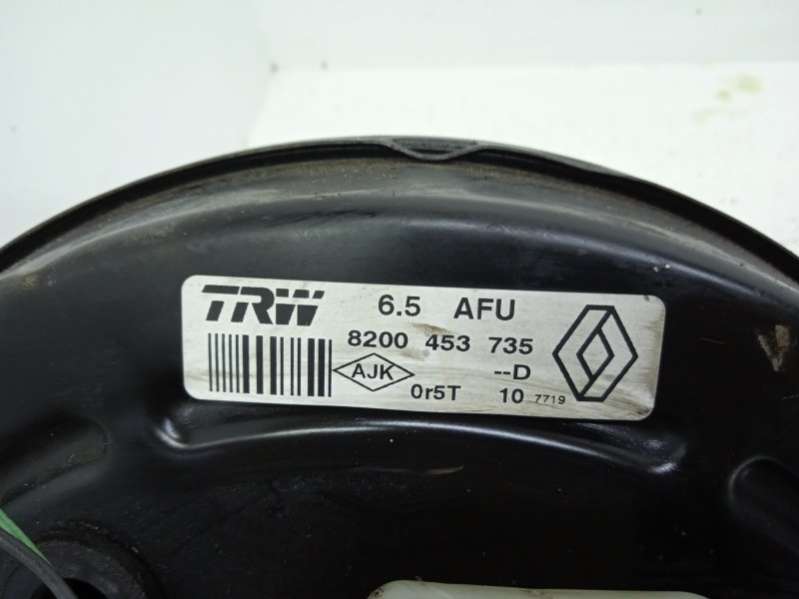 TRW 6.5 AFU
8200 453 735
AJK --D
0r5T 10 7719